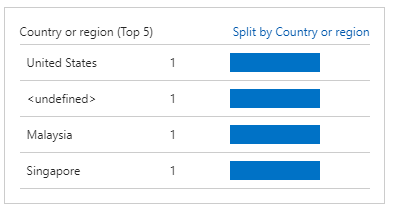 Country or region (Top 5) Split by Country or region
United States 1
<undefined> 1
Malaysia 1
Singapore 1